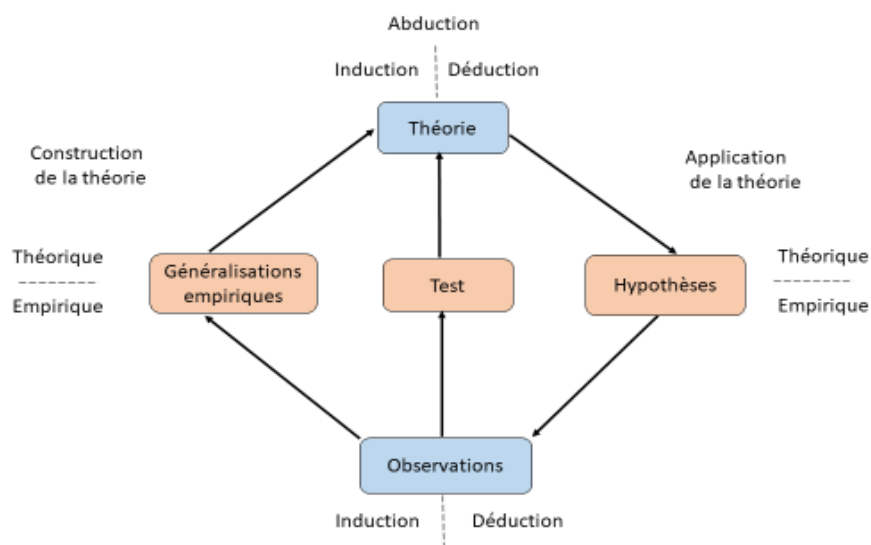 Abduction
Induction
Déduction
Théorie
Construction
de la théorie
Application
de la théorie
Théorique
Empirique
Généralisations
empiriques
Test
Hypothèses
Théorique
Empirique
Observations
Induction
Déduction